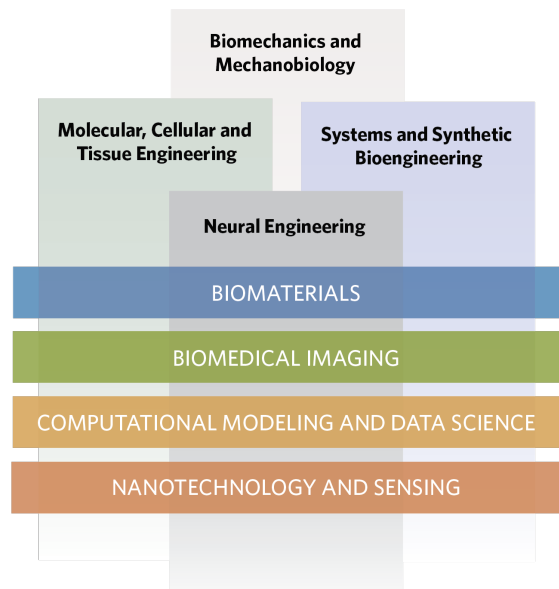 Biomechanics and
Mechanobiology
Molecular, Cellular and
Tissue Engineering
Systems and Synthetic
Bioengineering
Neural Engineering
BIOMATERIALS
BIOMEDICAL IMAGING
COMPUTATIONAL MODELING AND DATA SCIENCE
NANOTECHNOLOGY AND SENSING